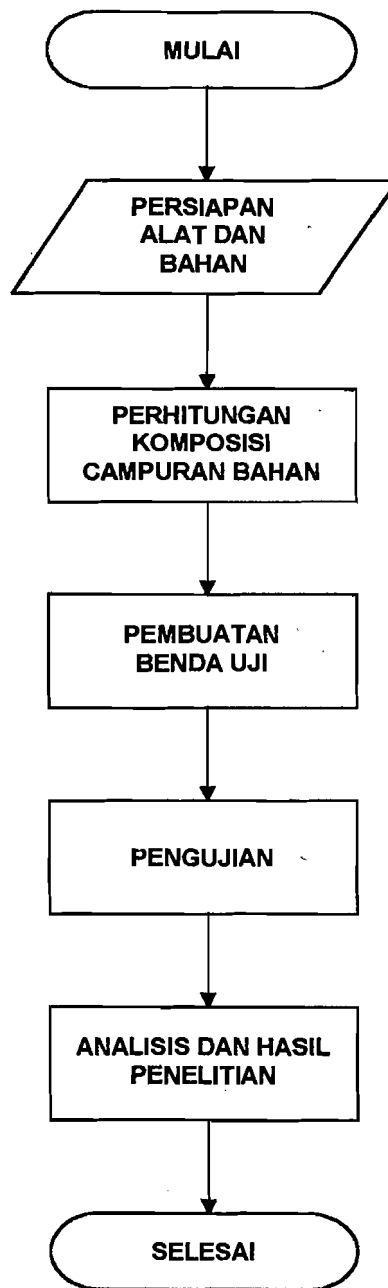 MULAI
PERSIAPAN
ALAT DAN
BAHAN
PERHITUNGAN
KOMPOSISI
CAMPURAN BAHAN
PEMBUATAN
BENDA UJI
PENGUJIAN
ANALISIS DAN HASIL
PENELITIAN
SELESAI